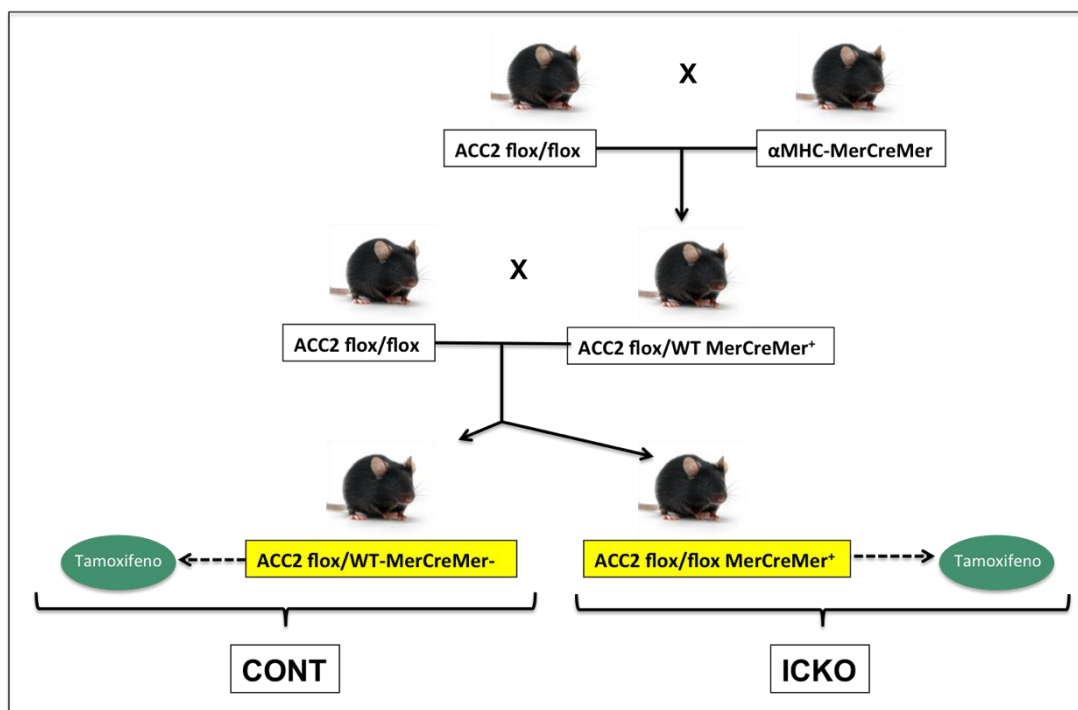 X
ACC2 flox/flox
αMHC-MerCreMer
X
ACC2 flox/flox
ACC2 flox/WT MerCreMer⁺
Tamoxifeno
ACC2 flox/WT-MerCreMer-
ACC2 flox/flox MerCreMer⁺
Tamoxifeno
CONT
ICKO